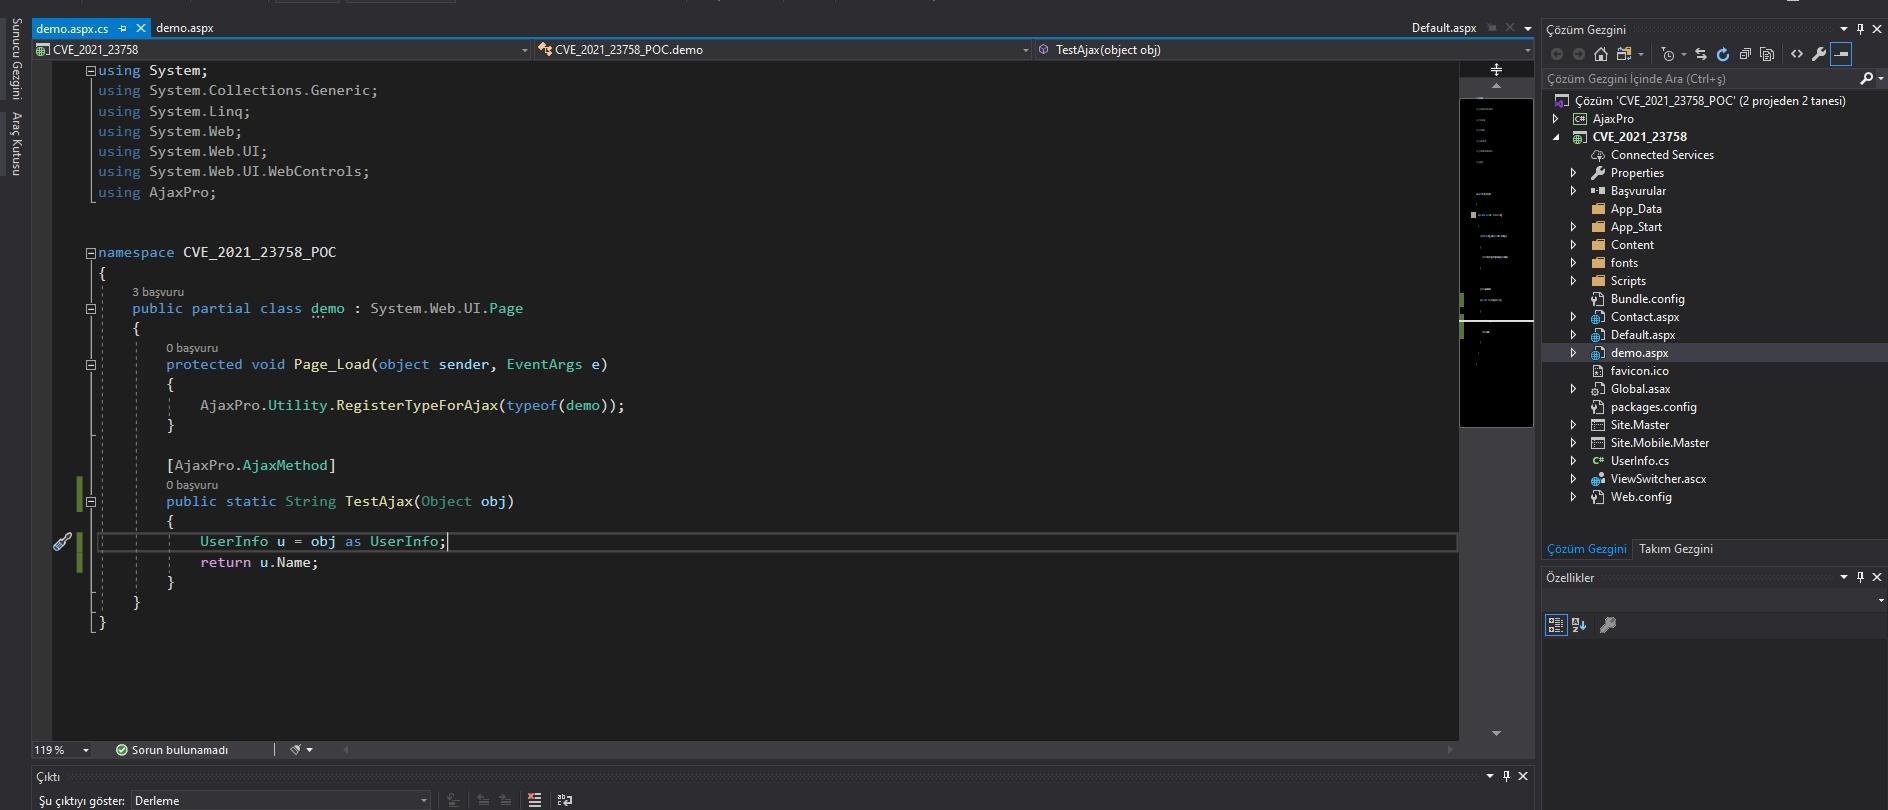 Sunucu Gezgini
Araç Kutusu
demo.aspx.cs
demo.aspx
Default.aspx
CVE_2021_23758
CVE_2021_23758_POC.demo
TestAjax(object obj)
using System;
using System.Collections.Generic;
using System.Linq;
using System.Web;
using System.Web.UI;
using System.Web.UI.WebControls;
using AjaxPro;
namespace CVE_2021_23758_POC
{
3 başvuru
public partial class demo : System.Web.UI.Page
{
0 başvuru
protected void Page_Load(object sender, EventArgs e)
{
AjaxPro.Utility.RegisterTypeForAjax(typeof(demo));
}
[AjaxPro.AjaxMethod]
0 başvuru
public static String TestAjax(Object obj)
{
UserInfo u = obj as UserInfo;
return u.Name;
}
}
}
119 %
Sorun bulunamadı
Çıktı
Şu çıktıyı göster: Derleme
Çözüm Gezgini
Çözüm Gezgini İçinde Ara (Ctrl+ş)
Çözüm 'CVE_2021_23758_POC' (2 projeden 2 tanesi)
AjaxPro
CVE_2021_23758
Connected Services
Properties
Başvurular
App_Data
App_Start
Content
fonts
Scripts
Bundle.config
Contact.aspx
Default.aspx
demo.aspx
favicon.ico
Global.asax
packages.config
Site.Master
Site.Mobile.Master
UserInfo.cs
ViewSwitcher.ascx
Web.config
Çözüm Gezgini
Takım Gezgini
Özellikler